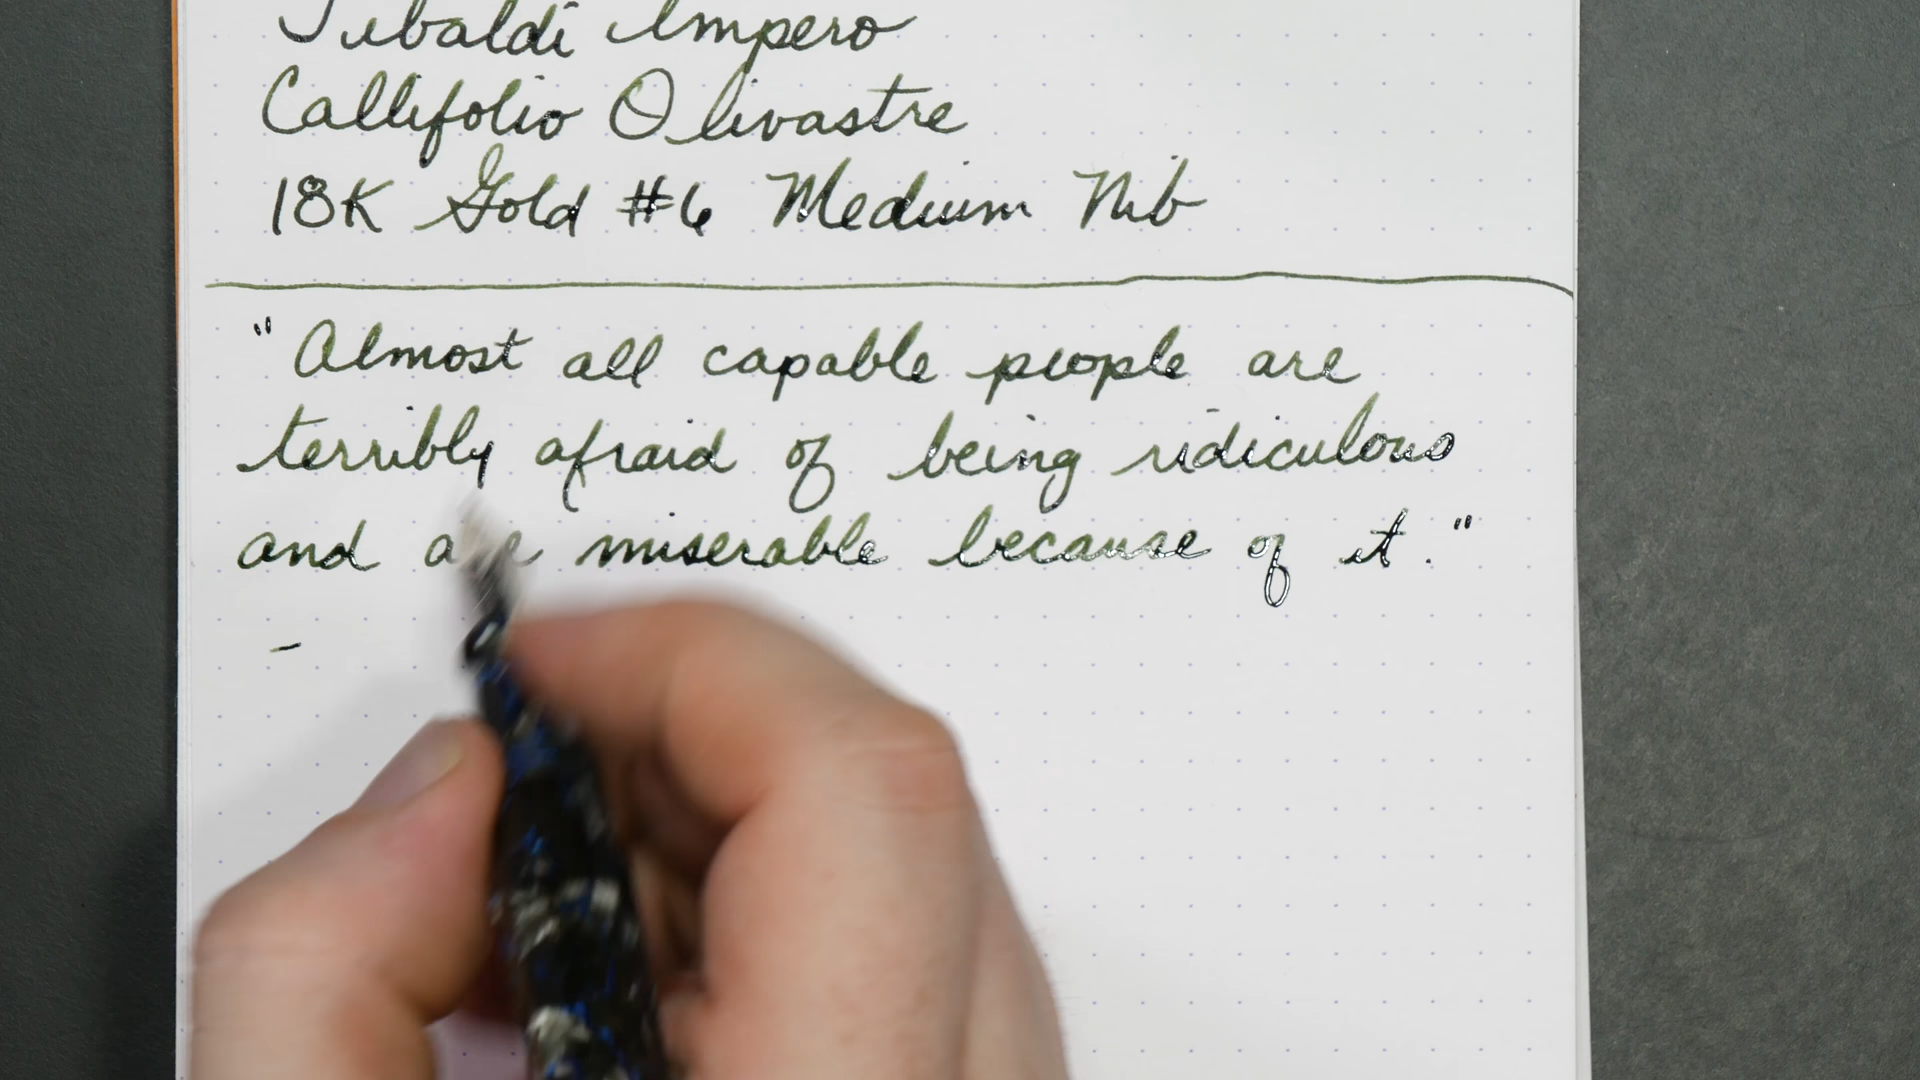 Tibaldi Impero
Callifolio Olivastre
18K Gold #6 Medium Nib
"Almost all capable people are
terribly afraid of being ridiculous
and are miserable because of it."
-